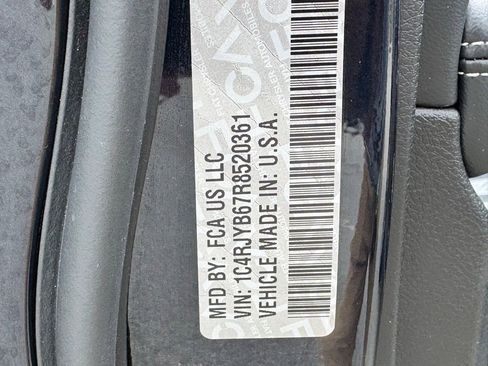 MFD BY: FCA US LLC
VIN: 1C4RJYB67R8520361
VEHICLE MADE IN: U.S.A.